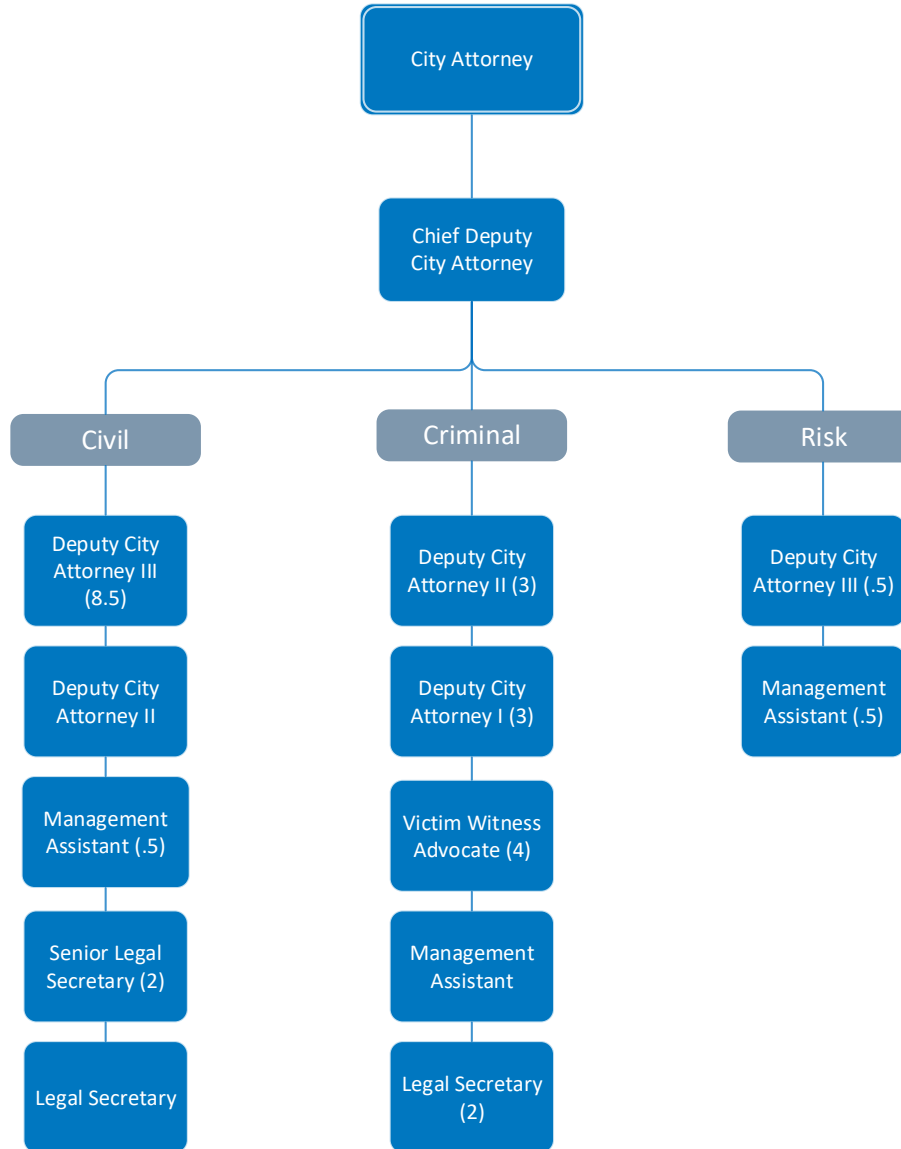 City Attorney
Chief Deputy
City Attorney
Civil
Criminal
Risk
Deputy City
Attorney III
(8.5)
Deputy City
Attorney II
Management
Assistant (.5)
Senior Legal
Secretary (2)
Legal Secretary
Deputy City
Attorney II (3)
Deputy City
Attorney I (3)
Victim Witness
Advocate (4)
Management
Assistant
Legal Secretary
(2)
Deputy City
Attorney III (.5)
Management
Assistant (.5)